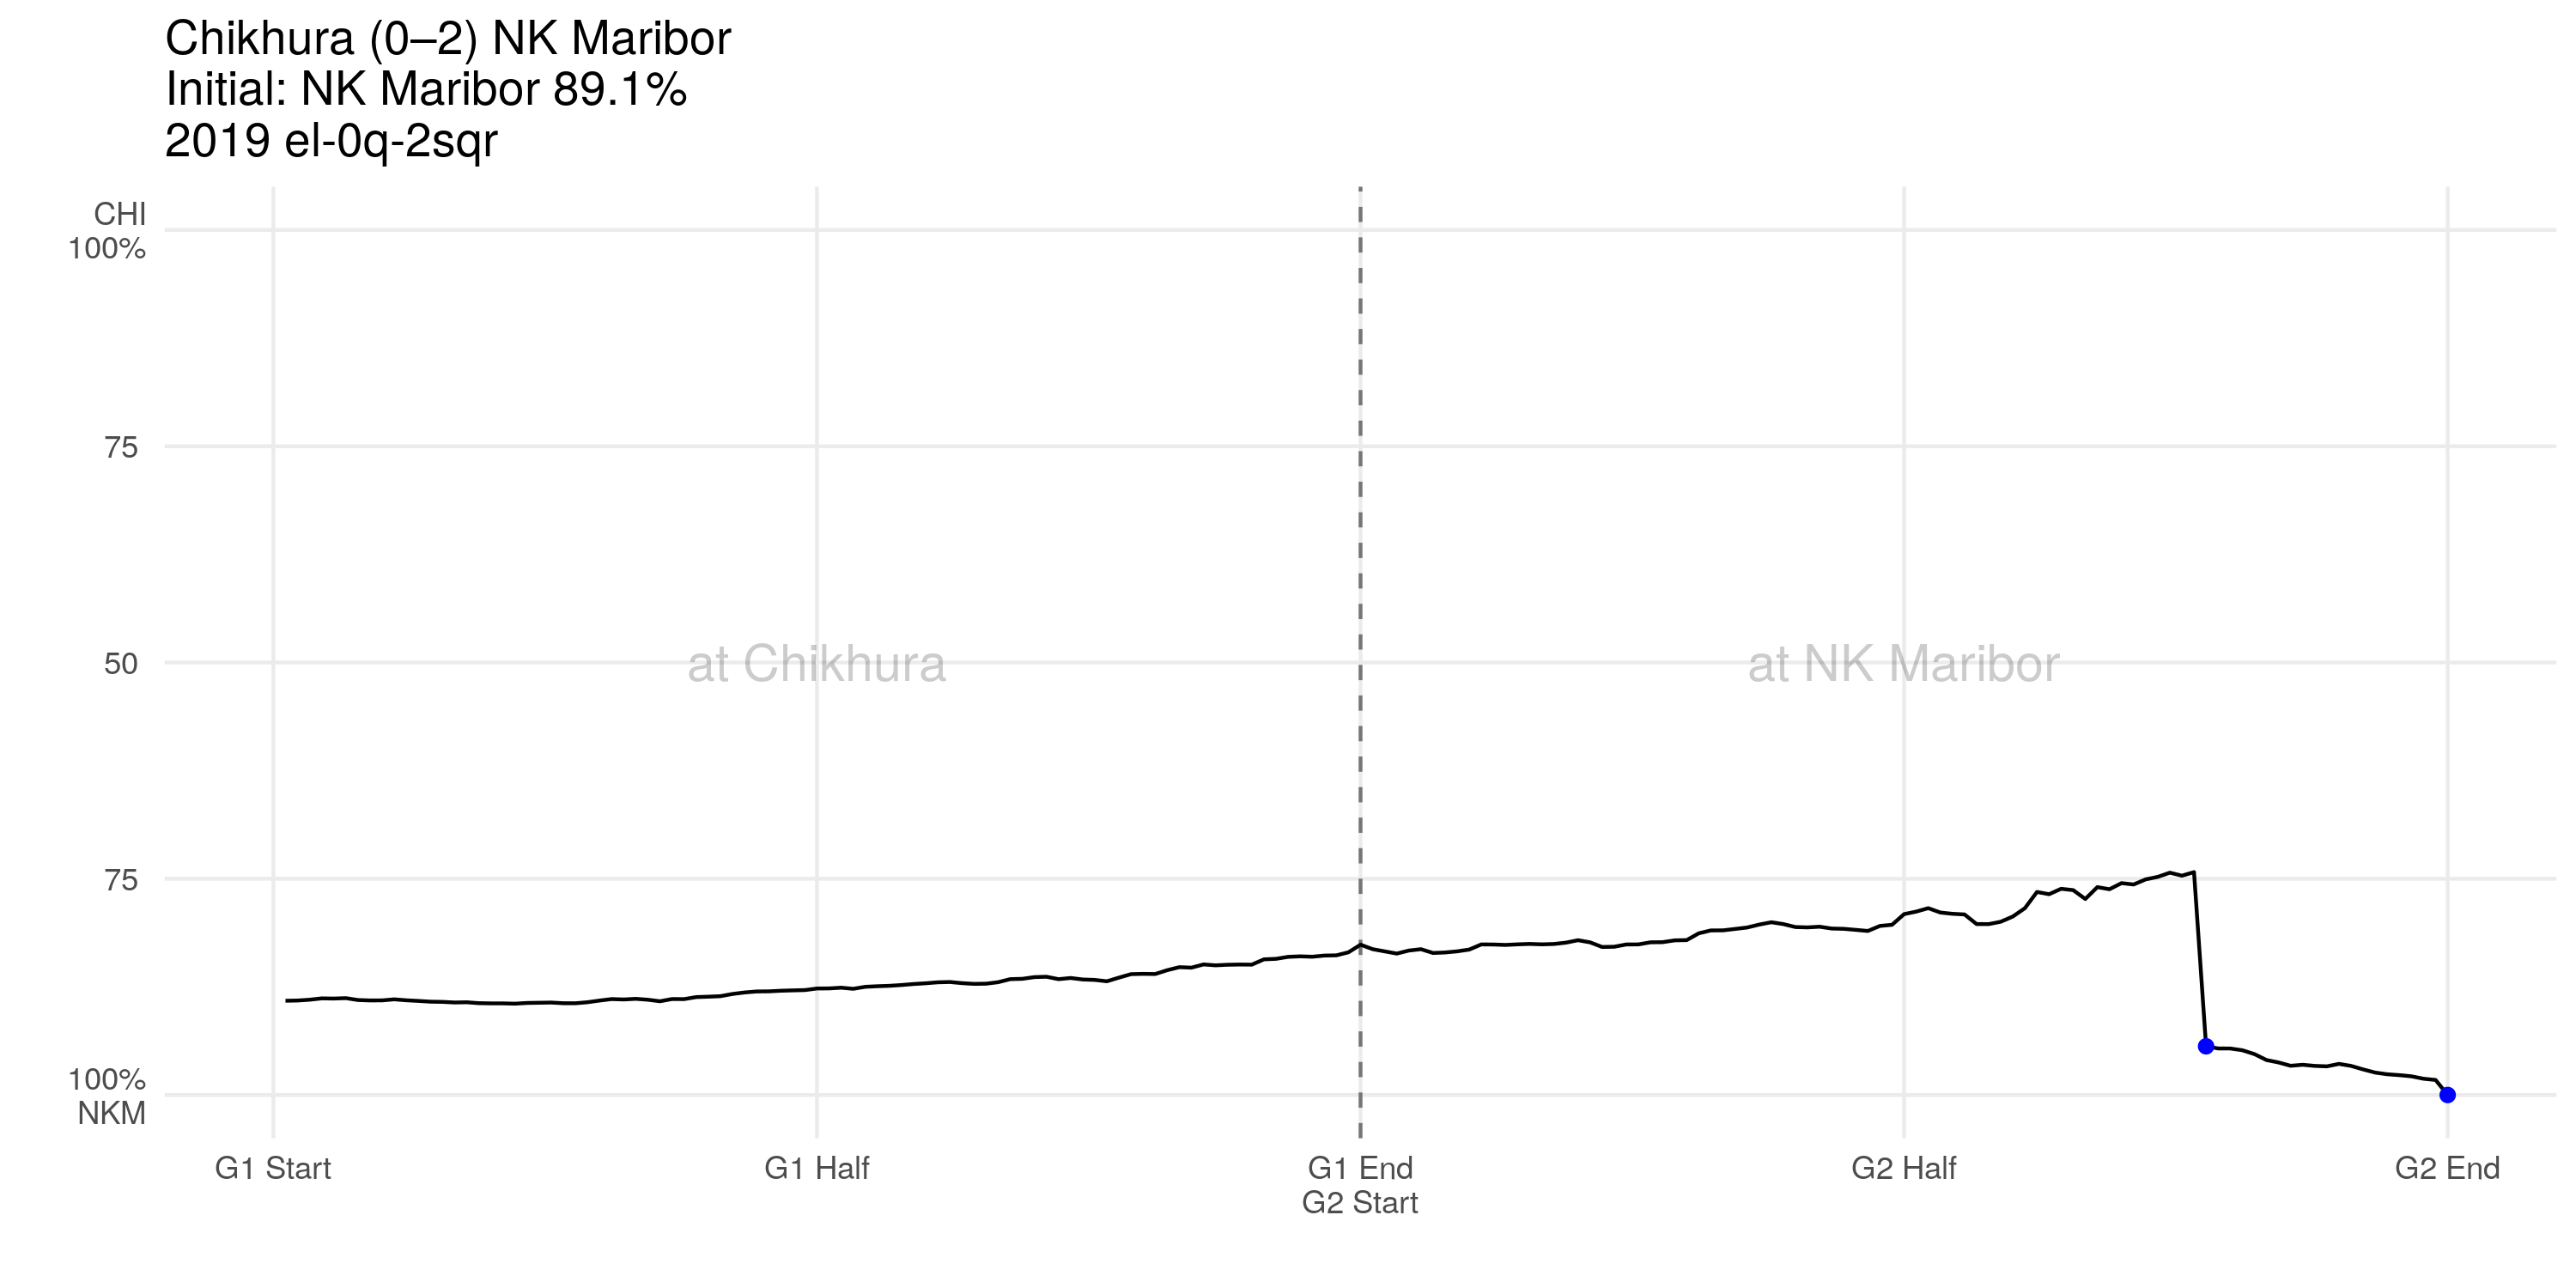 Chikhura (0–2) NK Maribor
Initial: NK Maribor 89.1%
2019 el-0q-2sqr
CHI
100%
75
50
75
100%
NKM
at Chikhura
at NK Maribor
G1 Start
G1 Half
G1 End
G2 Start
G2 Half
G2 End